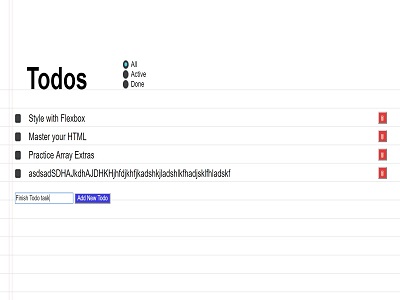 Todos
All
Active
Done
Style with Flexbox
Master your HTML
Practice Array Extras
asdsadSDHAJkdhAJDHKHjhfdjkhfjkadshkjladshlkfhadjsklfhladskf
Finish Todo task
Add New Todo